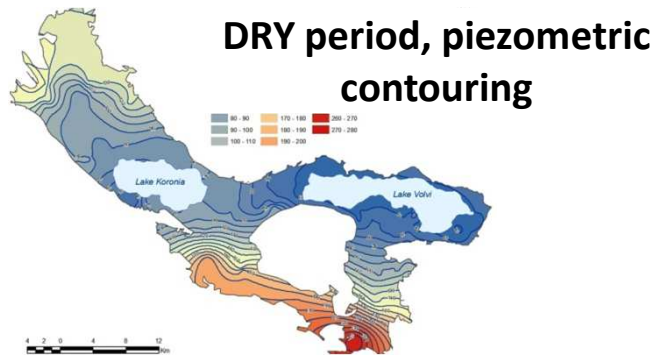 DRY period, piezometric
contouring
80 - 90 170 - 180 260 - 270
90 - 100 180 - 190 270 - 280
100 - 110 190 - 200
Lake Koronia
Lake Volvi
4 2 0 4 8 12
Km